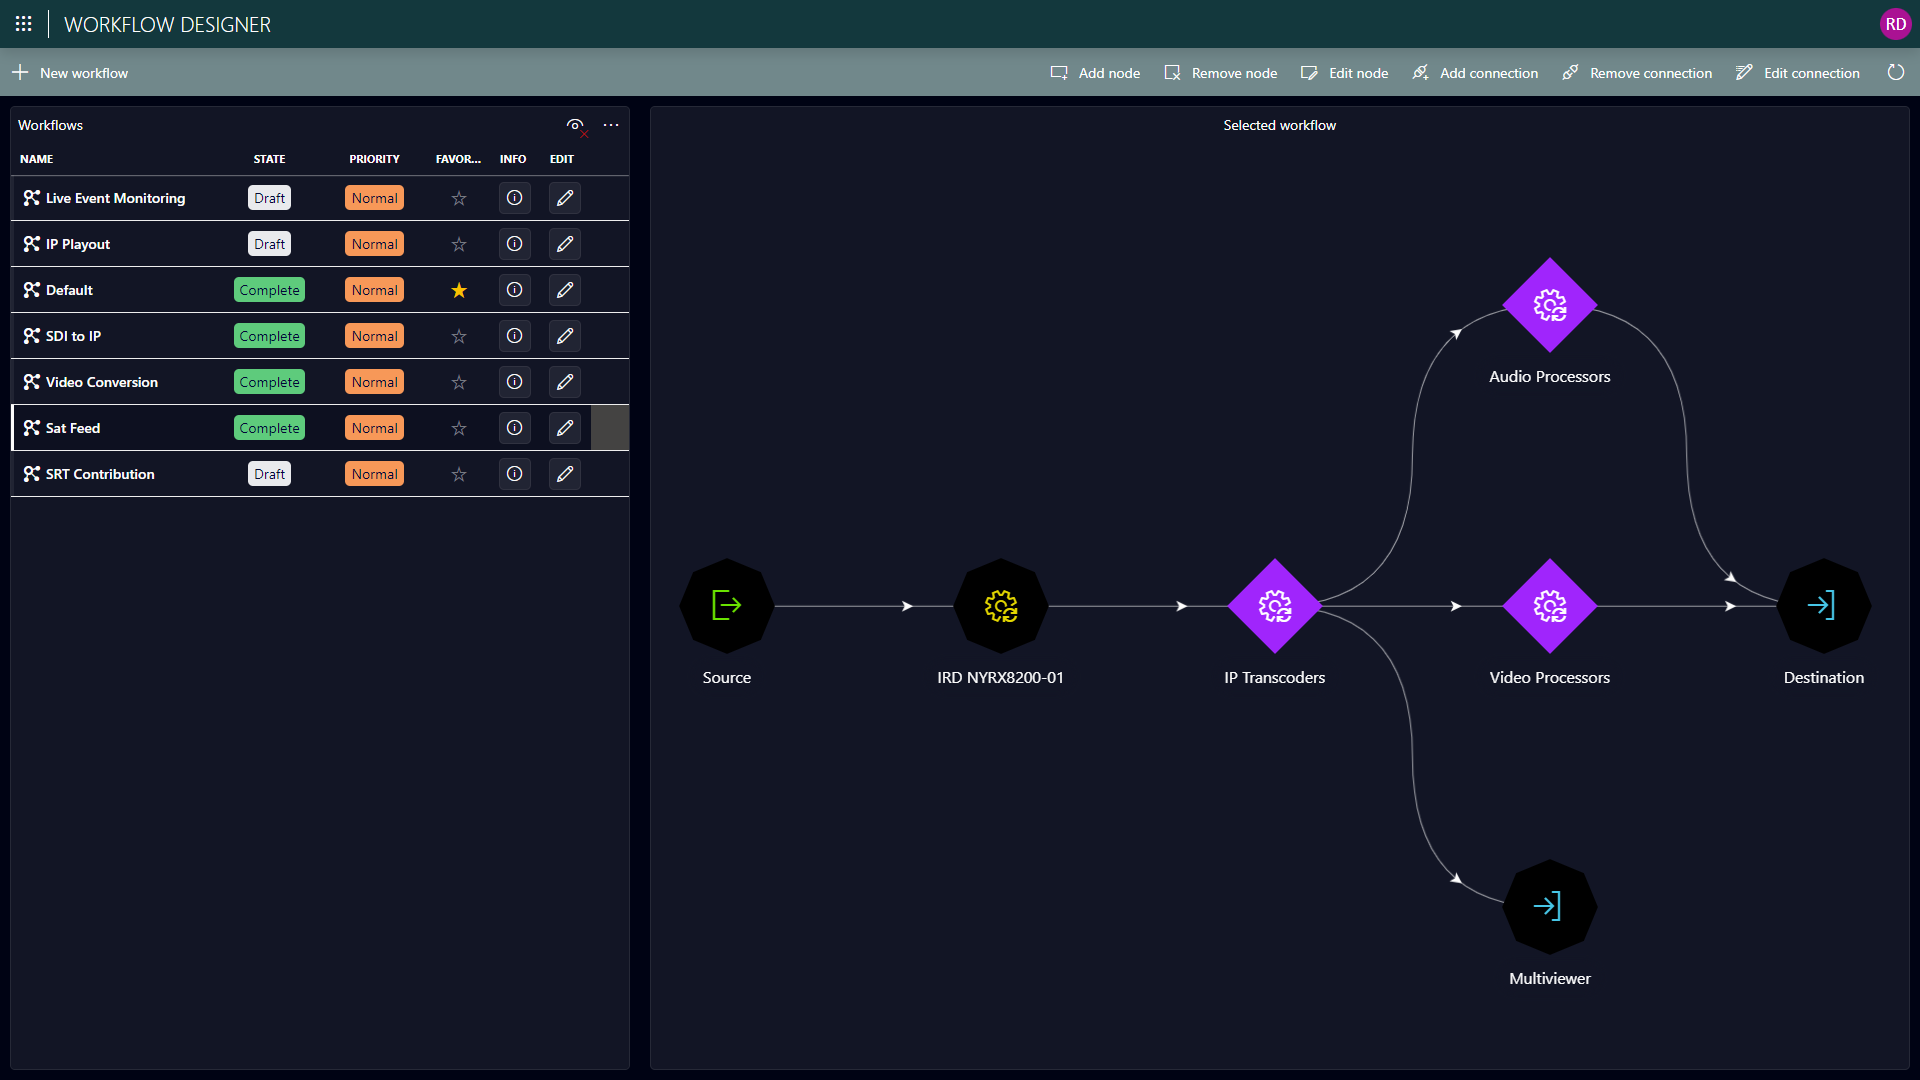 WORKFLOW DESIGNER
RD
New workflow
Add node
Remove node
Edit node
Add connection
Remove connection
Edit connection
Workflows
NAME STATE PRIORITY FAVOR... INFO EDIT
Live Event Monitoring Draft Normal
IP Playout Draft Normal
Default Complete Normal
SDI to IP Complete Normal
Video Conversion Complete Normal
Sat Feed Complete Normal
SRT Contribution Draft Normal
Selected workflow
Audio Processors
Source
IRD NYRX8200-01
IP Transcoders
Video Processors
Destination
Multiviewer